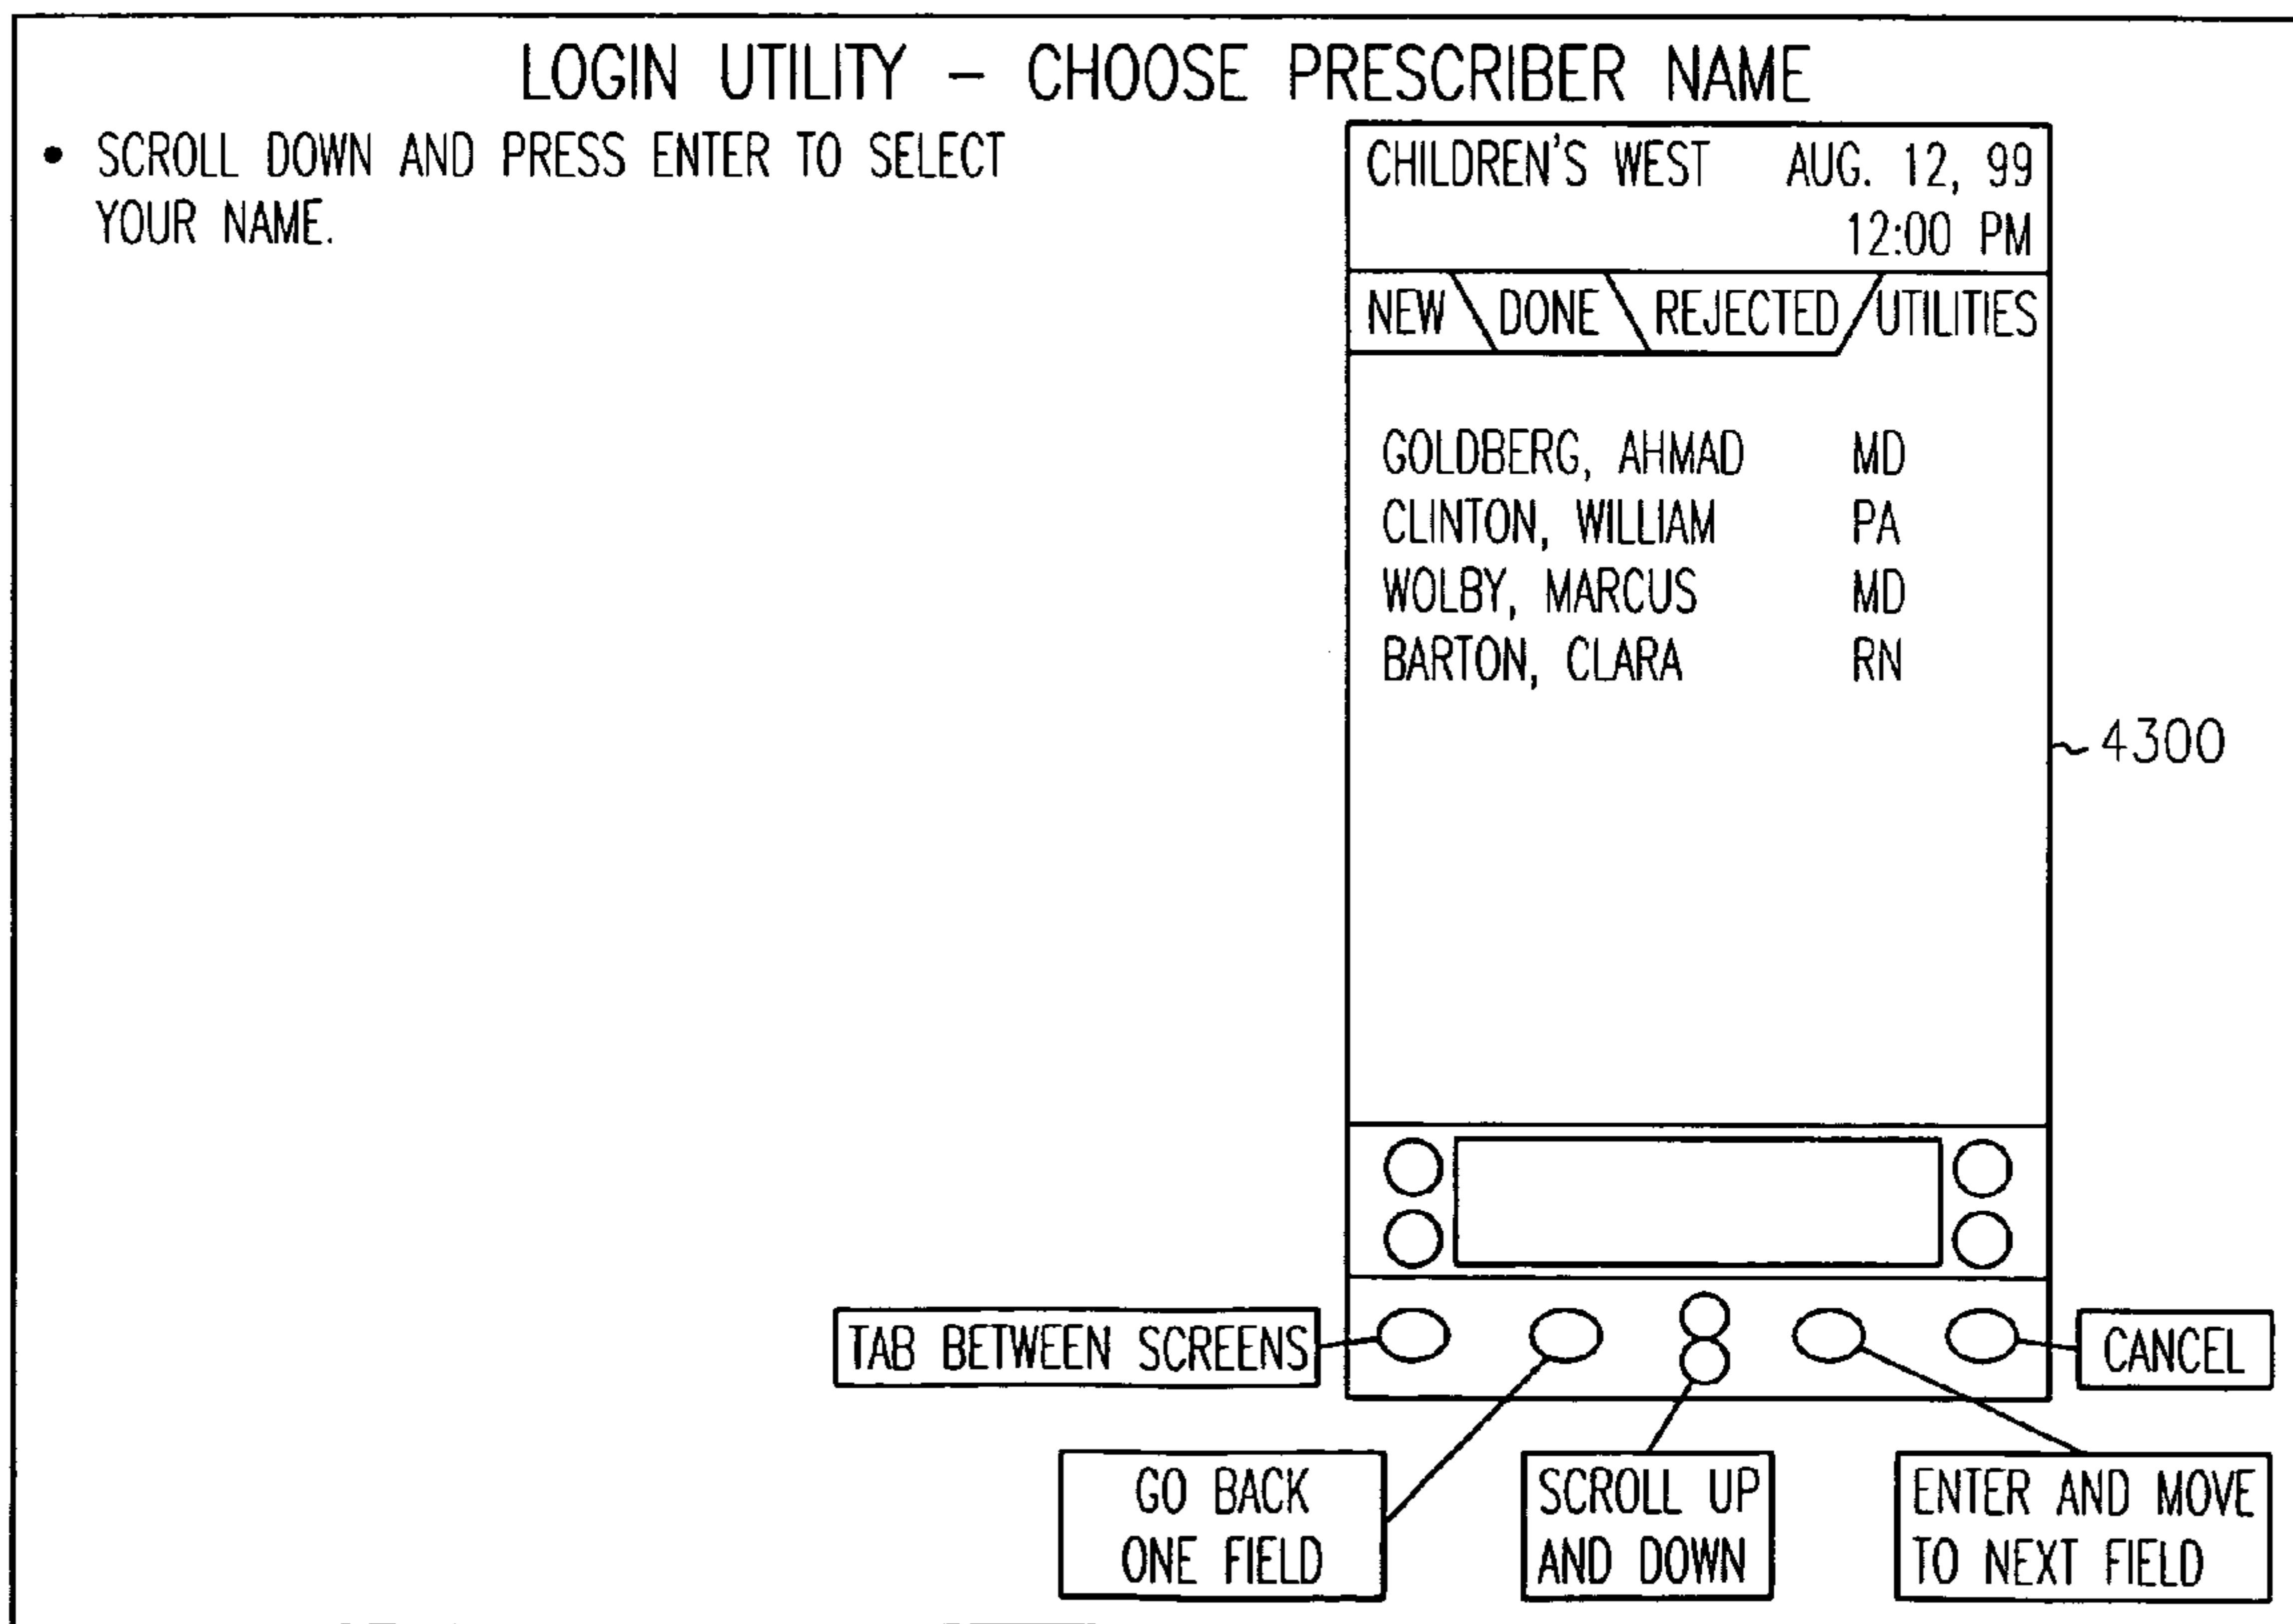 LOGIN UTILITY – CHOOSE PRESCRIBER NAME
• SCROLL DOWN AND PRESS ENTER TO SELECT
YOUR NAME.
CHILDREN'S WEST AUG. 12, 99
12:00 PM
NEW DONE REJECTED UTILITIES
GOLDBERG, AHMAD MD
CLINTON, WILLIAM PA
WOLBY, MARCUS MD
BARTON, CLARA RN
4300
TAB BETWEEN SCREENS
CANCEL
GO BACK
ONE FIELD
SCROLL UP
AND DOWN
ENTER AND MOVE
TO NEXT FIELD